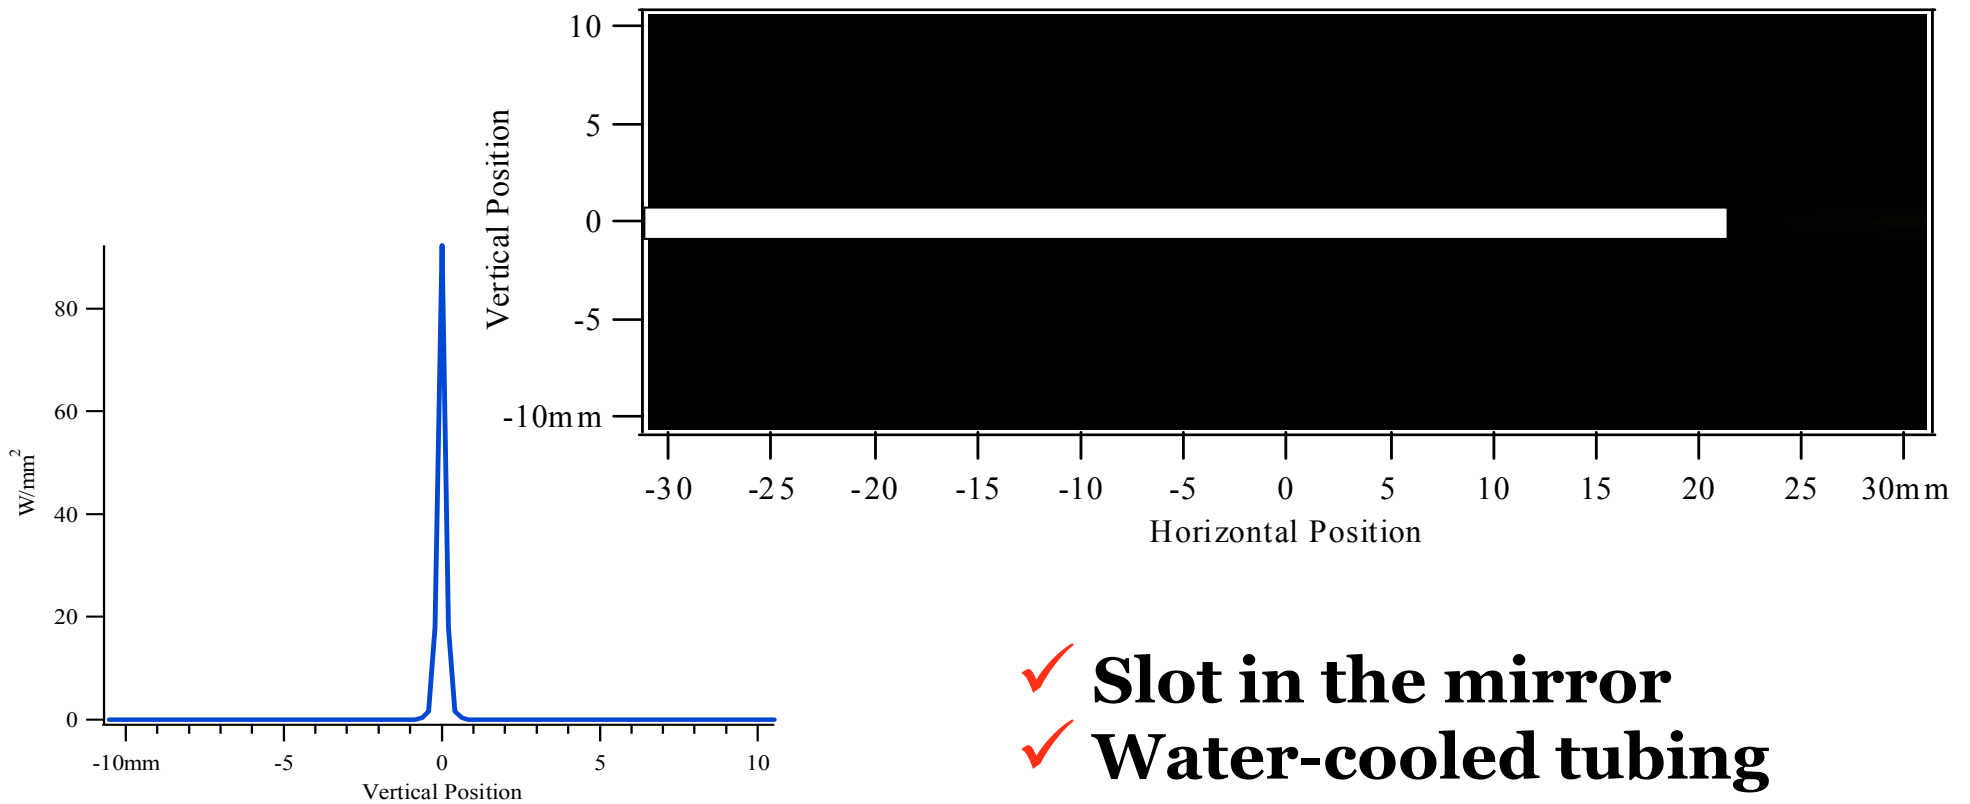 10
5
0
-5
-10mm
Vertical Position
-30 -25 -20 -15 -10 -5 0 5 10 15 20 25 30mm
Horizontal Position
80
60
40
20
0
W/mm²
-10mm -5 0 5 10
Vertical Position
✓ Slot in the mirror
✓ Water-cooled tubing